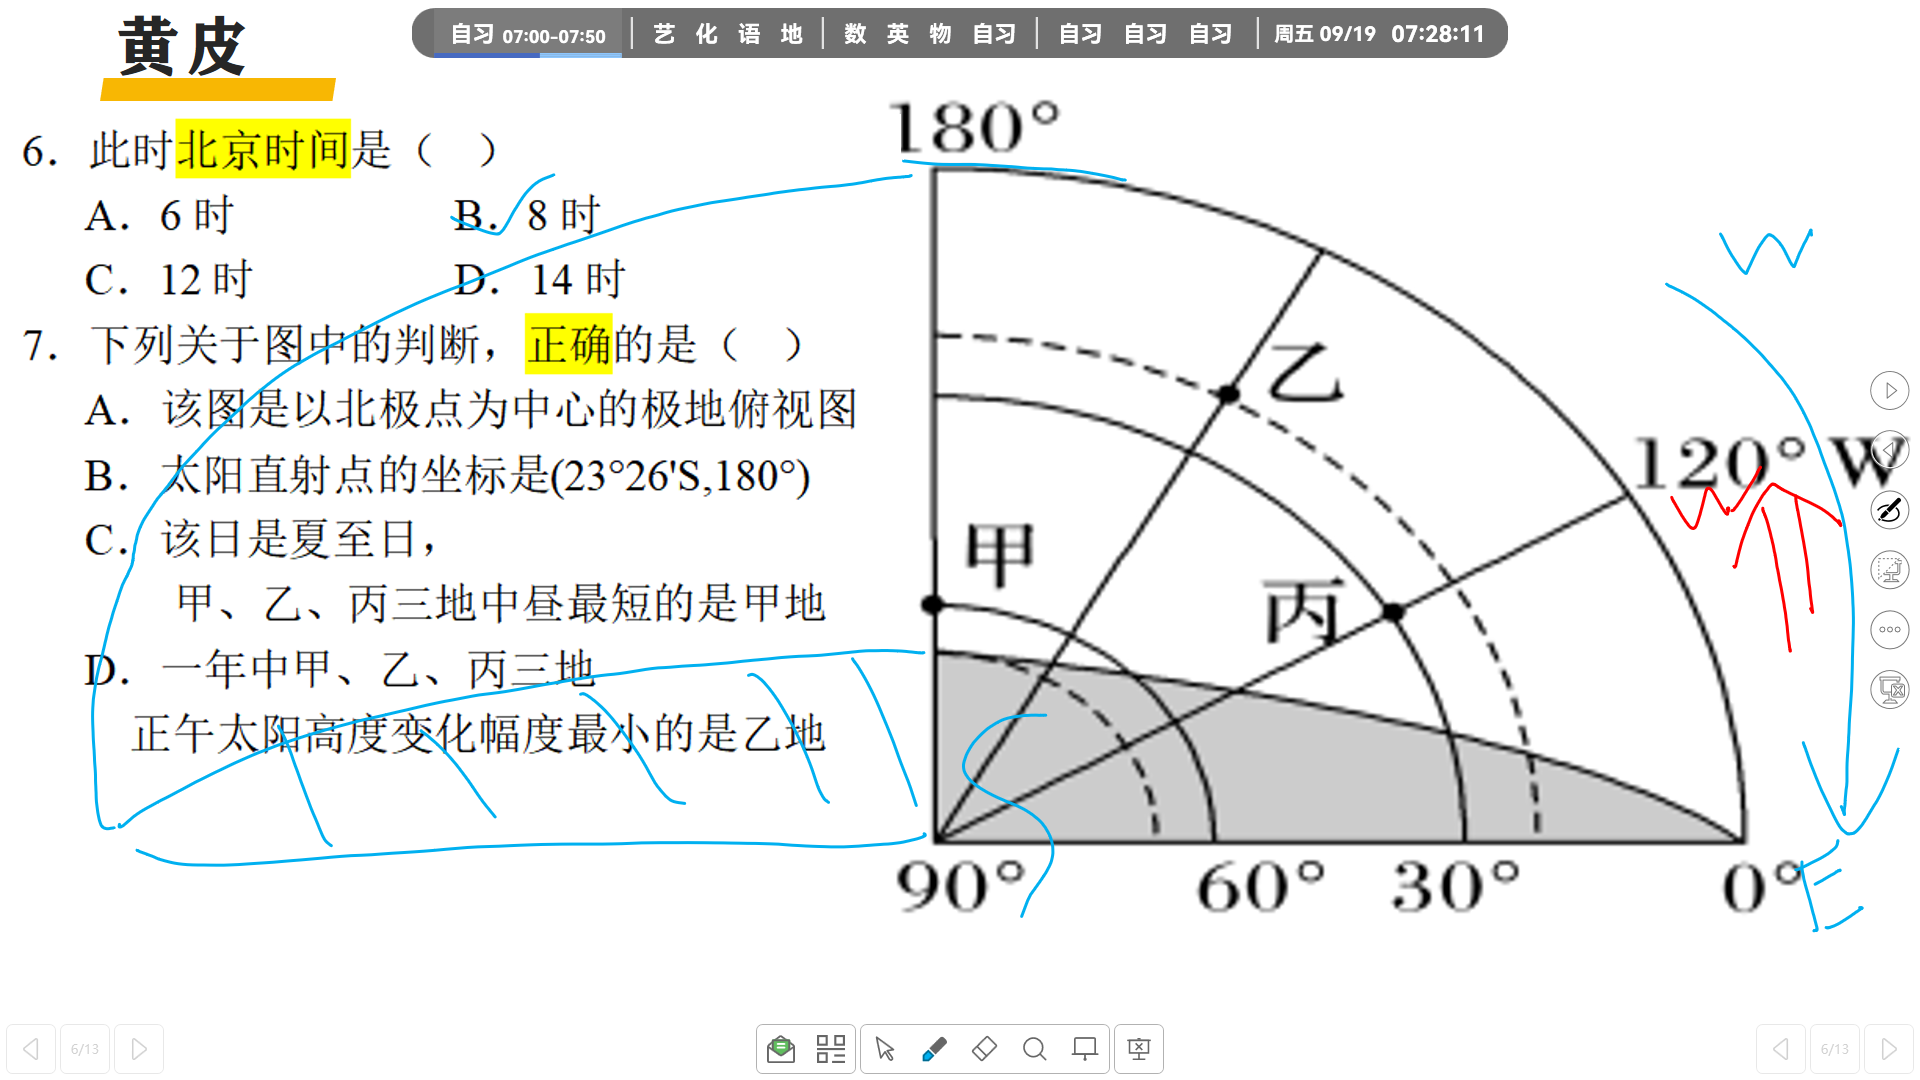 黄皮
自习 07:00-07:50 艺 化 语 地 数 英 物 自习 自习 自习 自习 周五 09/19 07:28:11
6. 此时北京时间是（ ）
A. 6时 B. 8时
C. 12时 D. 14时
7. 下列关于图中的判断，正确的是（ ）
A. 该图是以北极点为中心的极地俯视图
B. 太阳直射点的坐标是(23°26'S,180°)
C. 该日是夏至日，
甲、乙、丙三地中昼最短的是甲地
D. 一年中甲、乙、丙三地
正午太阳高度变化幅度最小的是乙地
180°
W
乙
120° W
W
甲
丙
S
90° 60° 30° 0°
E
6/13 6/13